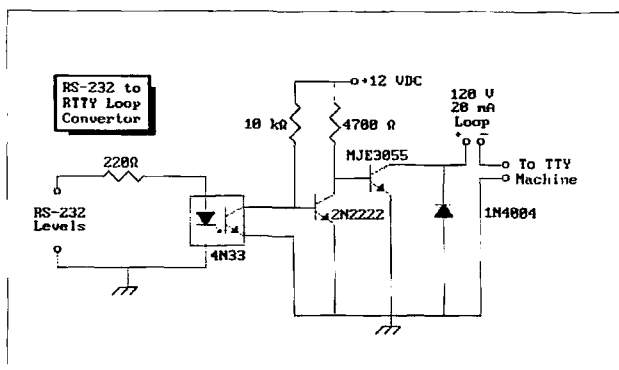 RS-232 to
RTTY Loop
Convertor
+12 VDC
120 V
20 mA
Loop
+ -
10 kΩ
4700 Ω
MJE3055
To TTY
Machine
220Ω
RS-232
Levels
2N2222
1N4004
4N33